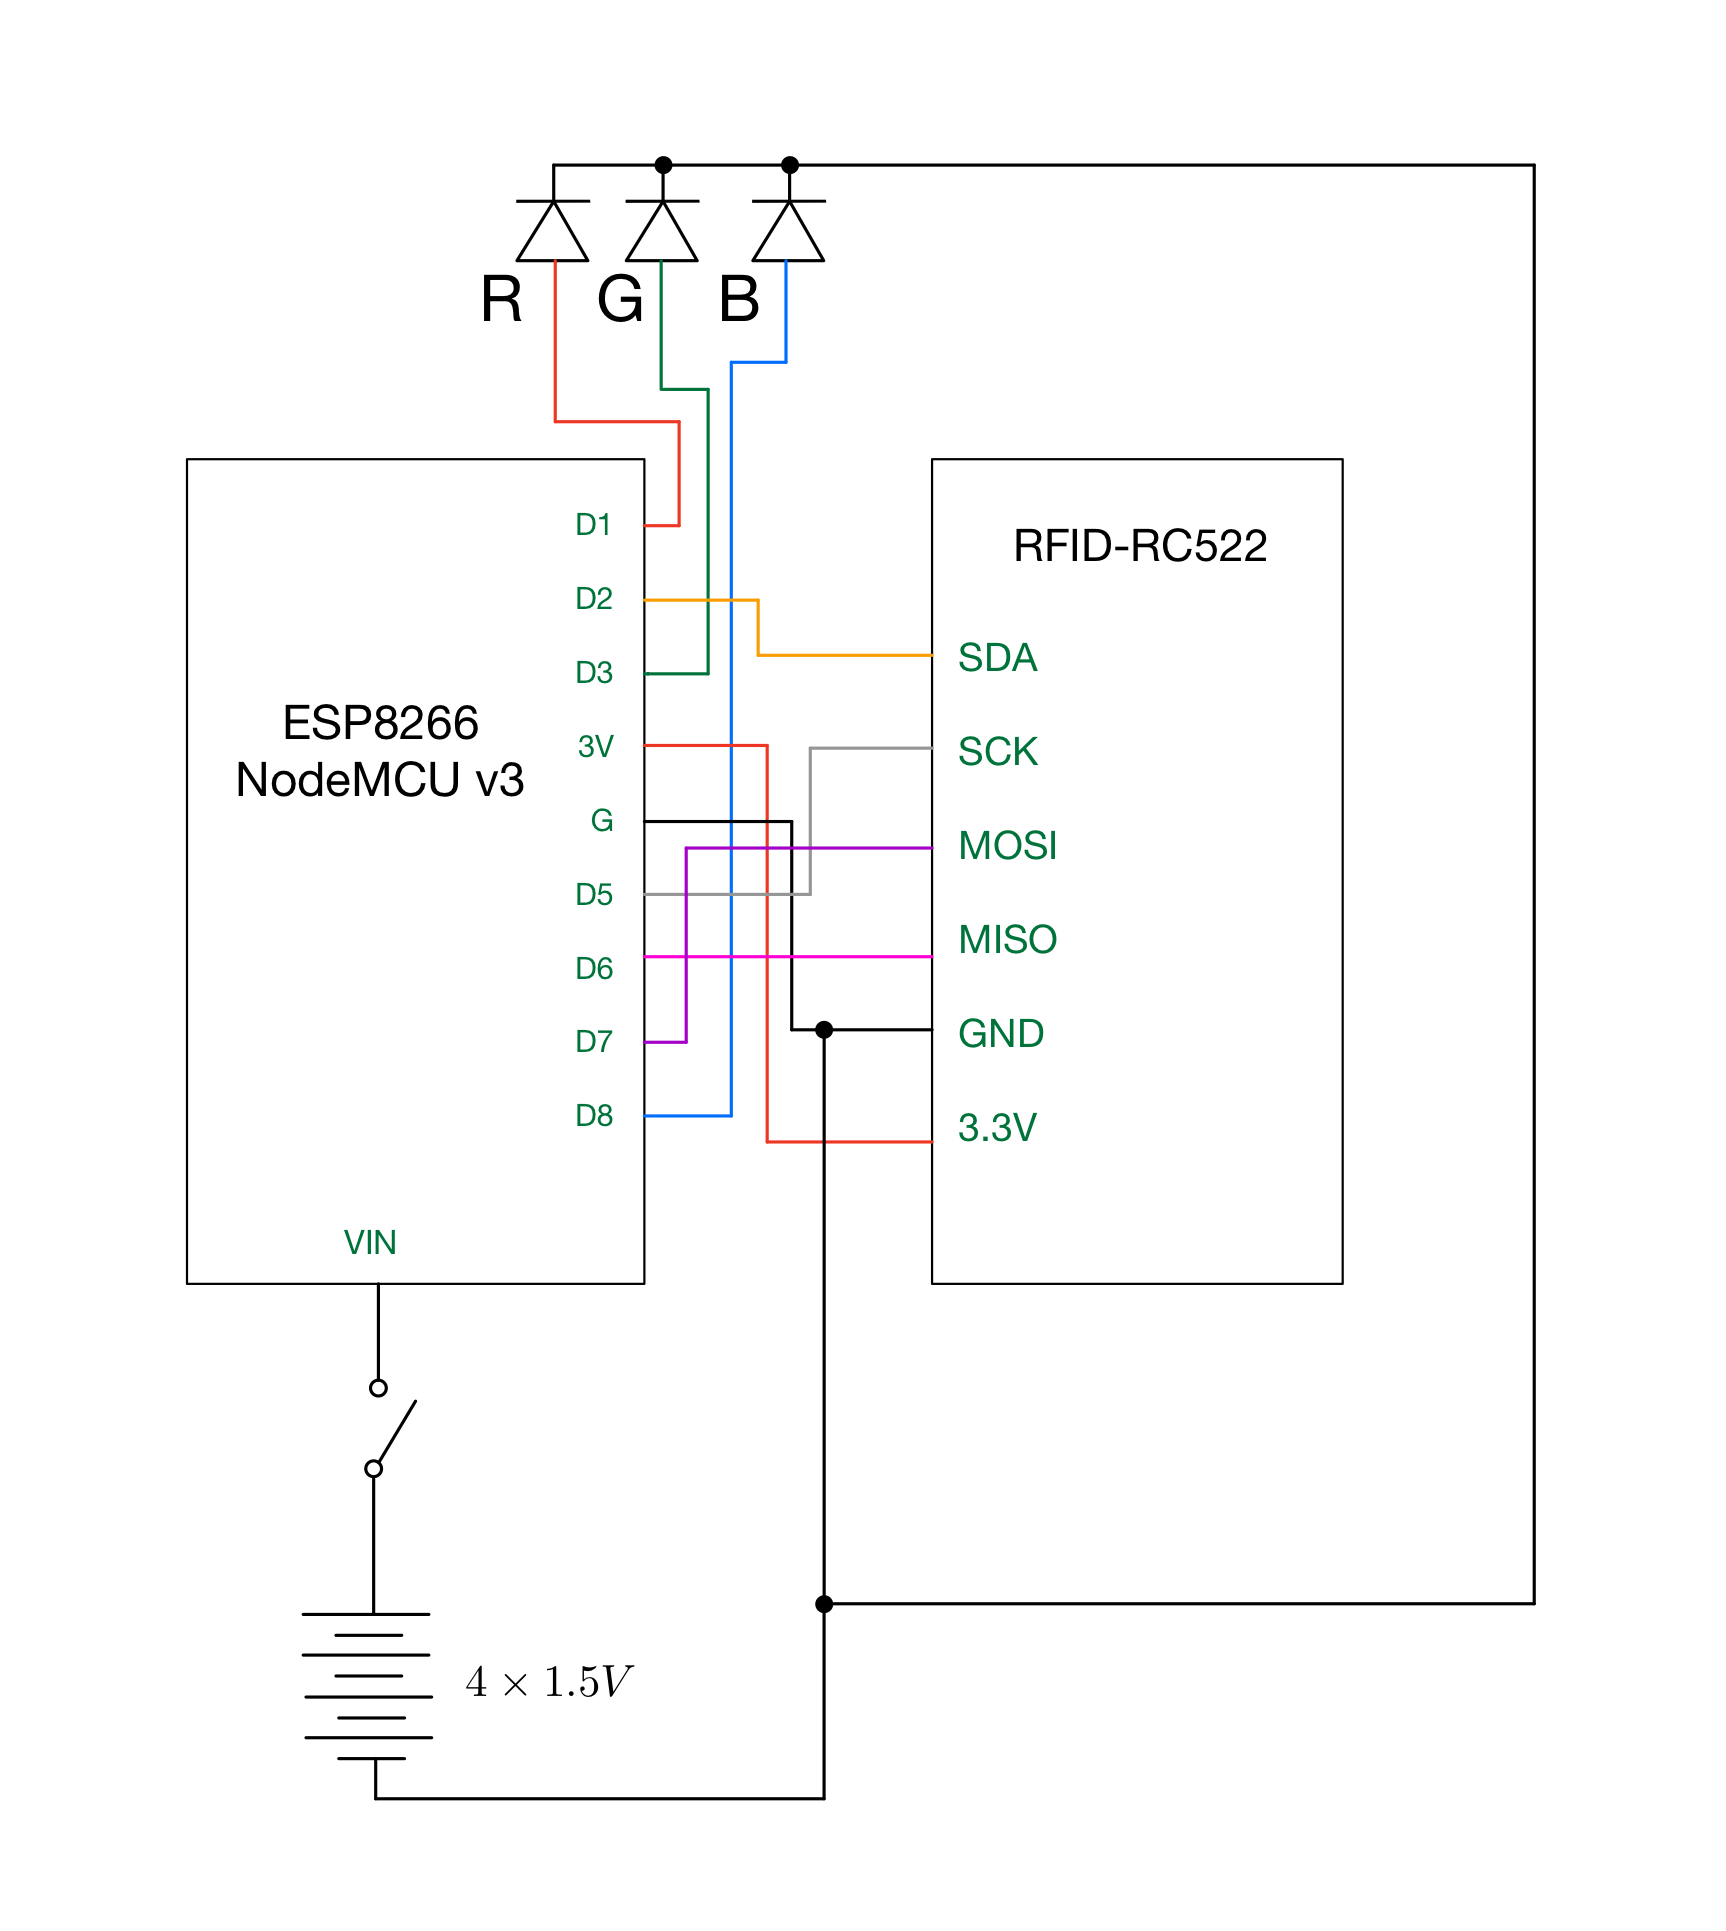 R G B
ESP8266
NodeMCU v3
D1
D2
D3
3V
G
D5
D6
D7
D8
VIN
RFID-RC522
SDA
SCK
MOSI
MISO
GND
3.3V
4 × 1.5V